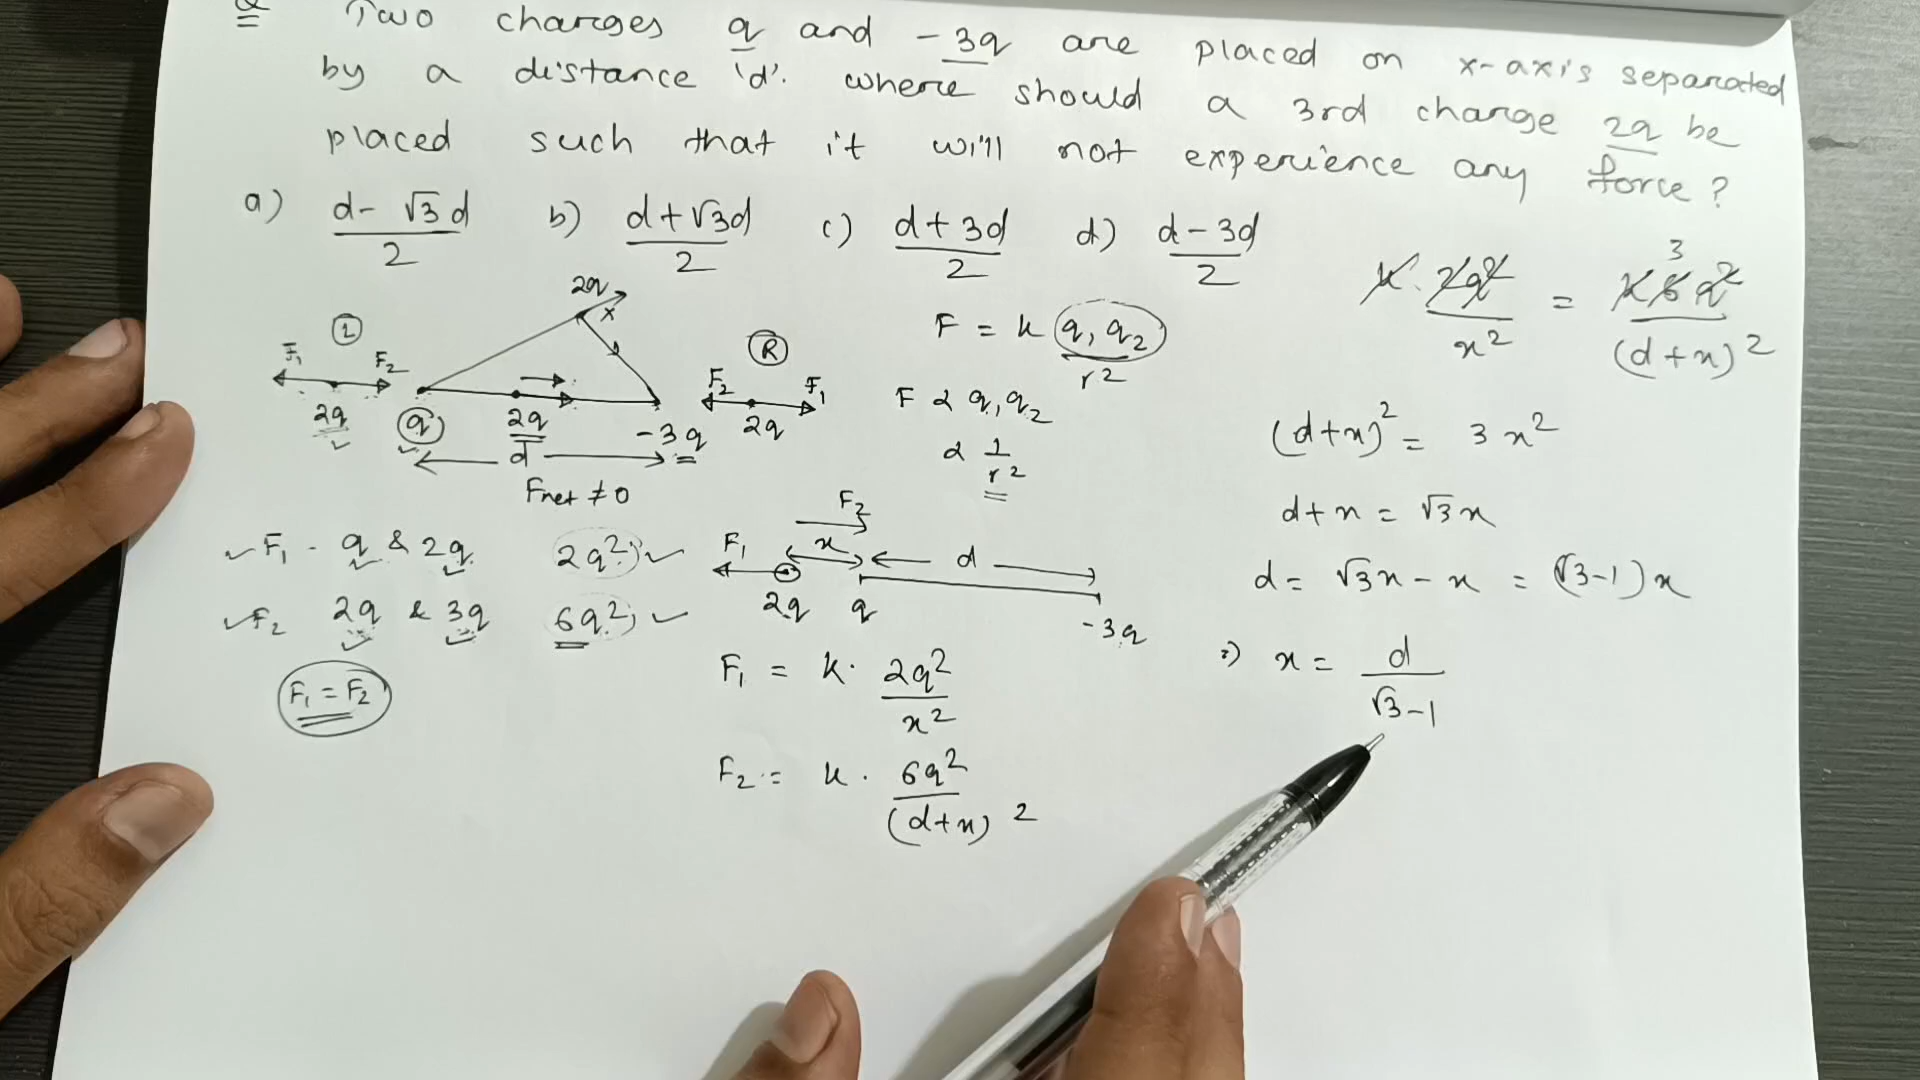 Q Two charges q and -3q are placed on x-axis separated
by a distance 'd'. where should a 3rd charge 2q be
placed such that it will not experience any force?
a) (d-√3d)/2 b) (d+√3d)/2 c) (d+3d)/2 d) (d-3d)/2
2q
x
L
F₁ F₂
2q
q
2q
-3q
d
Fnet ≠ 0
R
F₂ F₁
2q
F₁ - q & 2q 2q²
F₂ 2q & 3q 6q²
F₁ = F₂
F = k q₁q₂/r²
F α q₁q₂
α 1/r²
F₂
F₁ x d
2q q -3q
F₁ = k. 2q²/x²
F₂ = k. 6q²/(d+x)²
k. 2q²/x² = k6q²/(d+x)²
3
(d+x)² = 3x²
d+x = √3x
d = √3x - x = (√3-1)x
=) x = d/(√3-1)